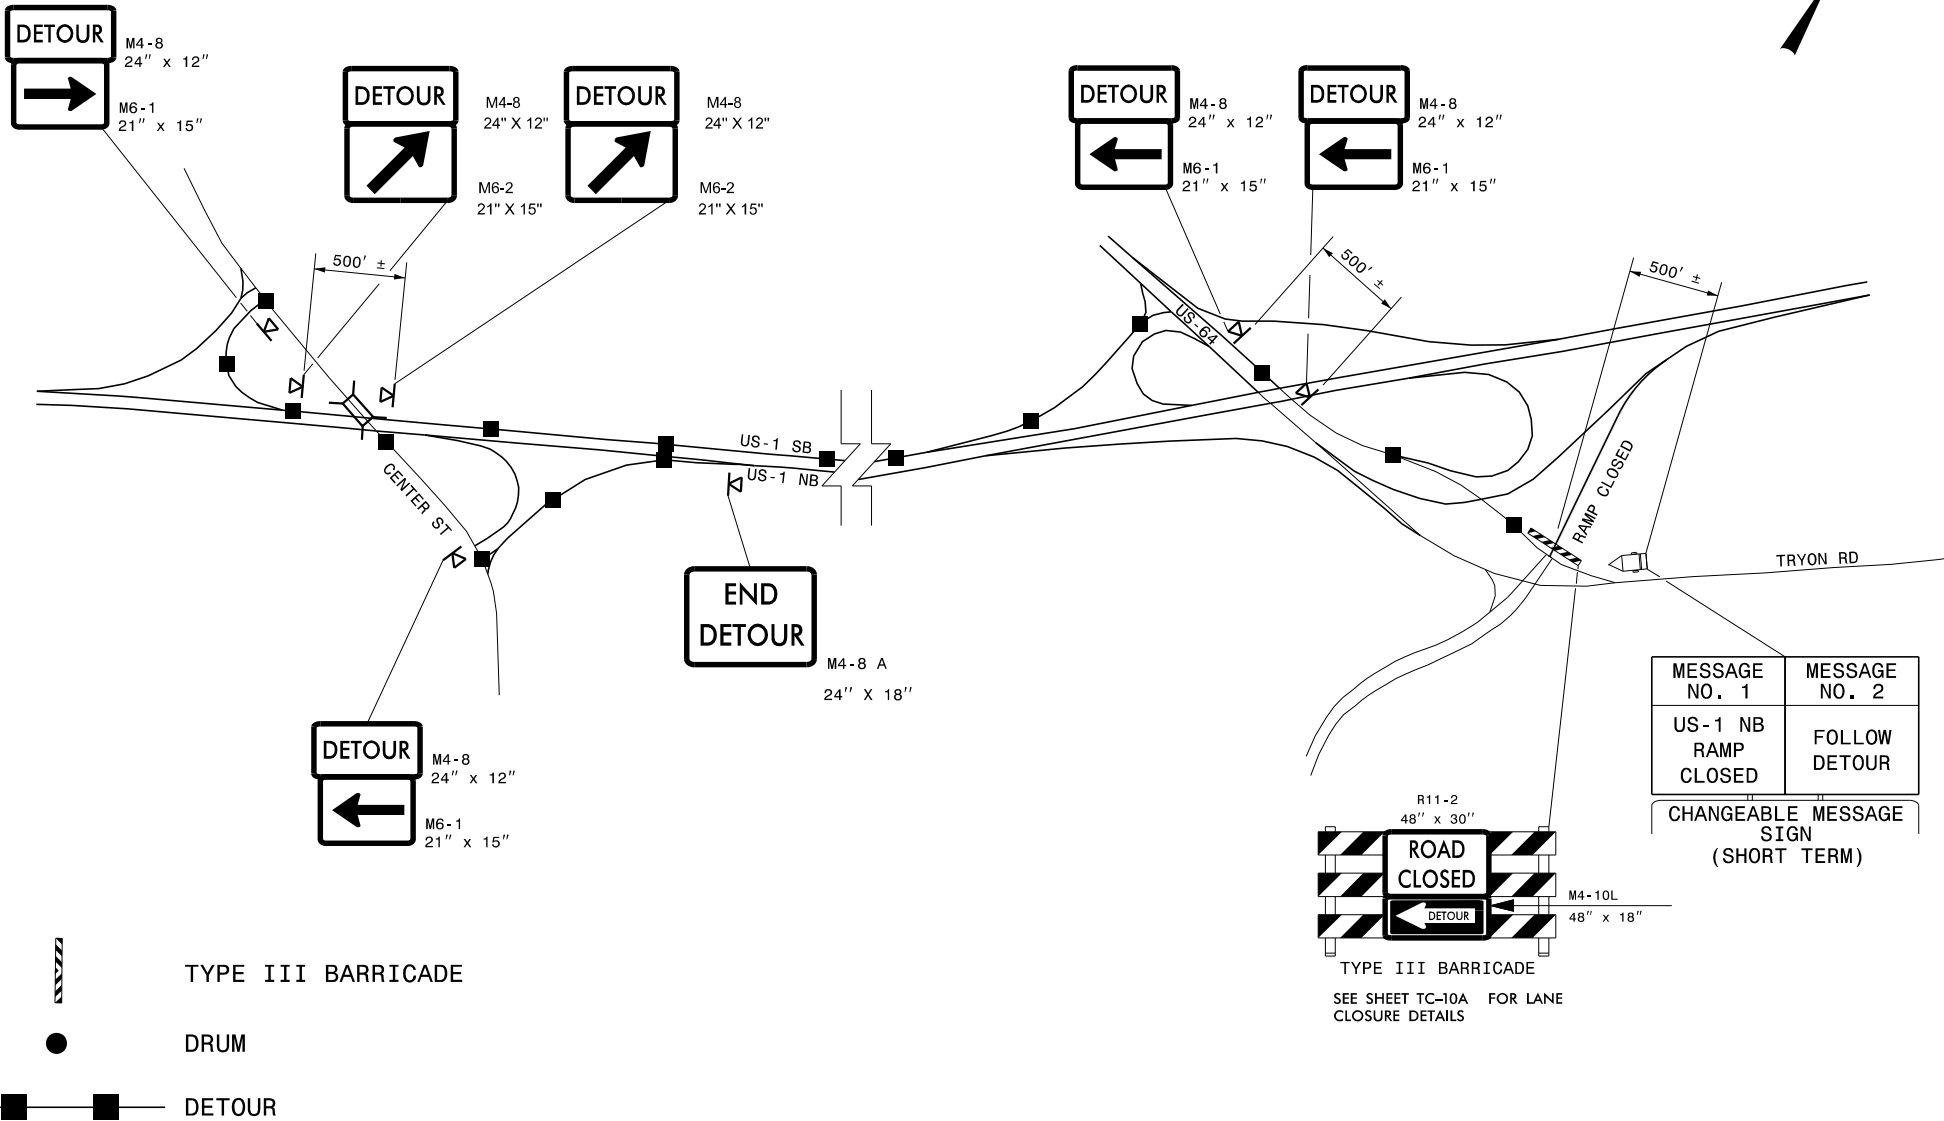 DETOUR
M4-8
24" x 12"
M6-1
21" x 15"
DETOUR
M4-8
24" X 12"
M6-2
21" X 15"
DETOUR
M4-8
24" X 12"
M6-2
21" X 15"
DETOUR
M4-8
24" x 12"
M6-1
21" x 15"
DETOUR
M4-8
24" x 12"
M6-1
21" x 15"
500' ±
500' ±
500' ±
US-64
US-1 SB
US-1 NB
CENTER ST
RAMP CLOSED
TRYON RD
END
DETOUR
M4-8 A
24'' X 18''
DETOUR
M4-8
24" x 12"
M6-1
21" x 15"
MESSAGE
NO. 1
MESSAGE
NO. 2
US-1 NB
RAMP
CLOSED
FOLLOW
DETOUR
CHANGEABLE MESSAGE
SIGN
(SHORT TERM)
R11-2
48" x 30"
ROAD
CLOSED
DETOUR
M4-10L
48" x 18"
TYPE III BARRICADE
SEE SHEET TC-10A FOR LANE
CLOSURE DETAILS
TYPE III BARRICADE
DRUM
DETOUR